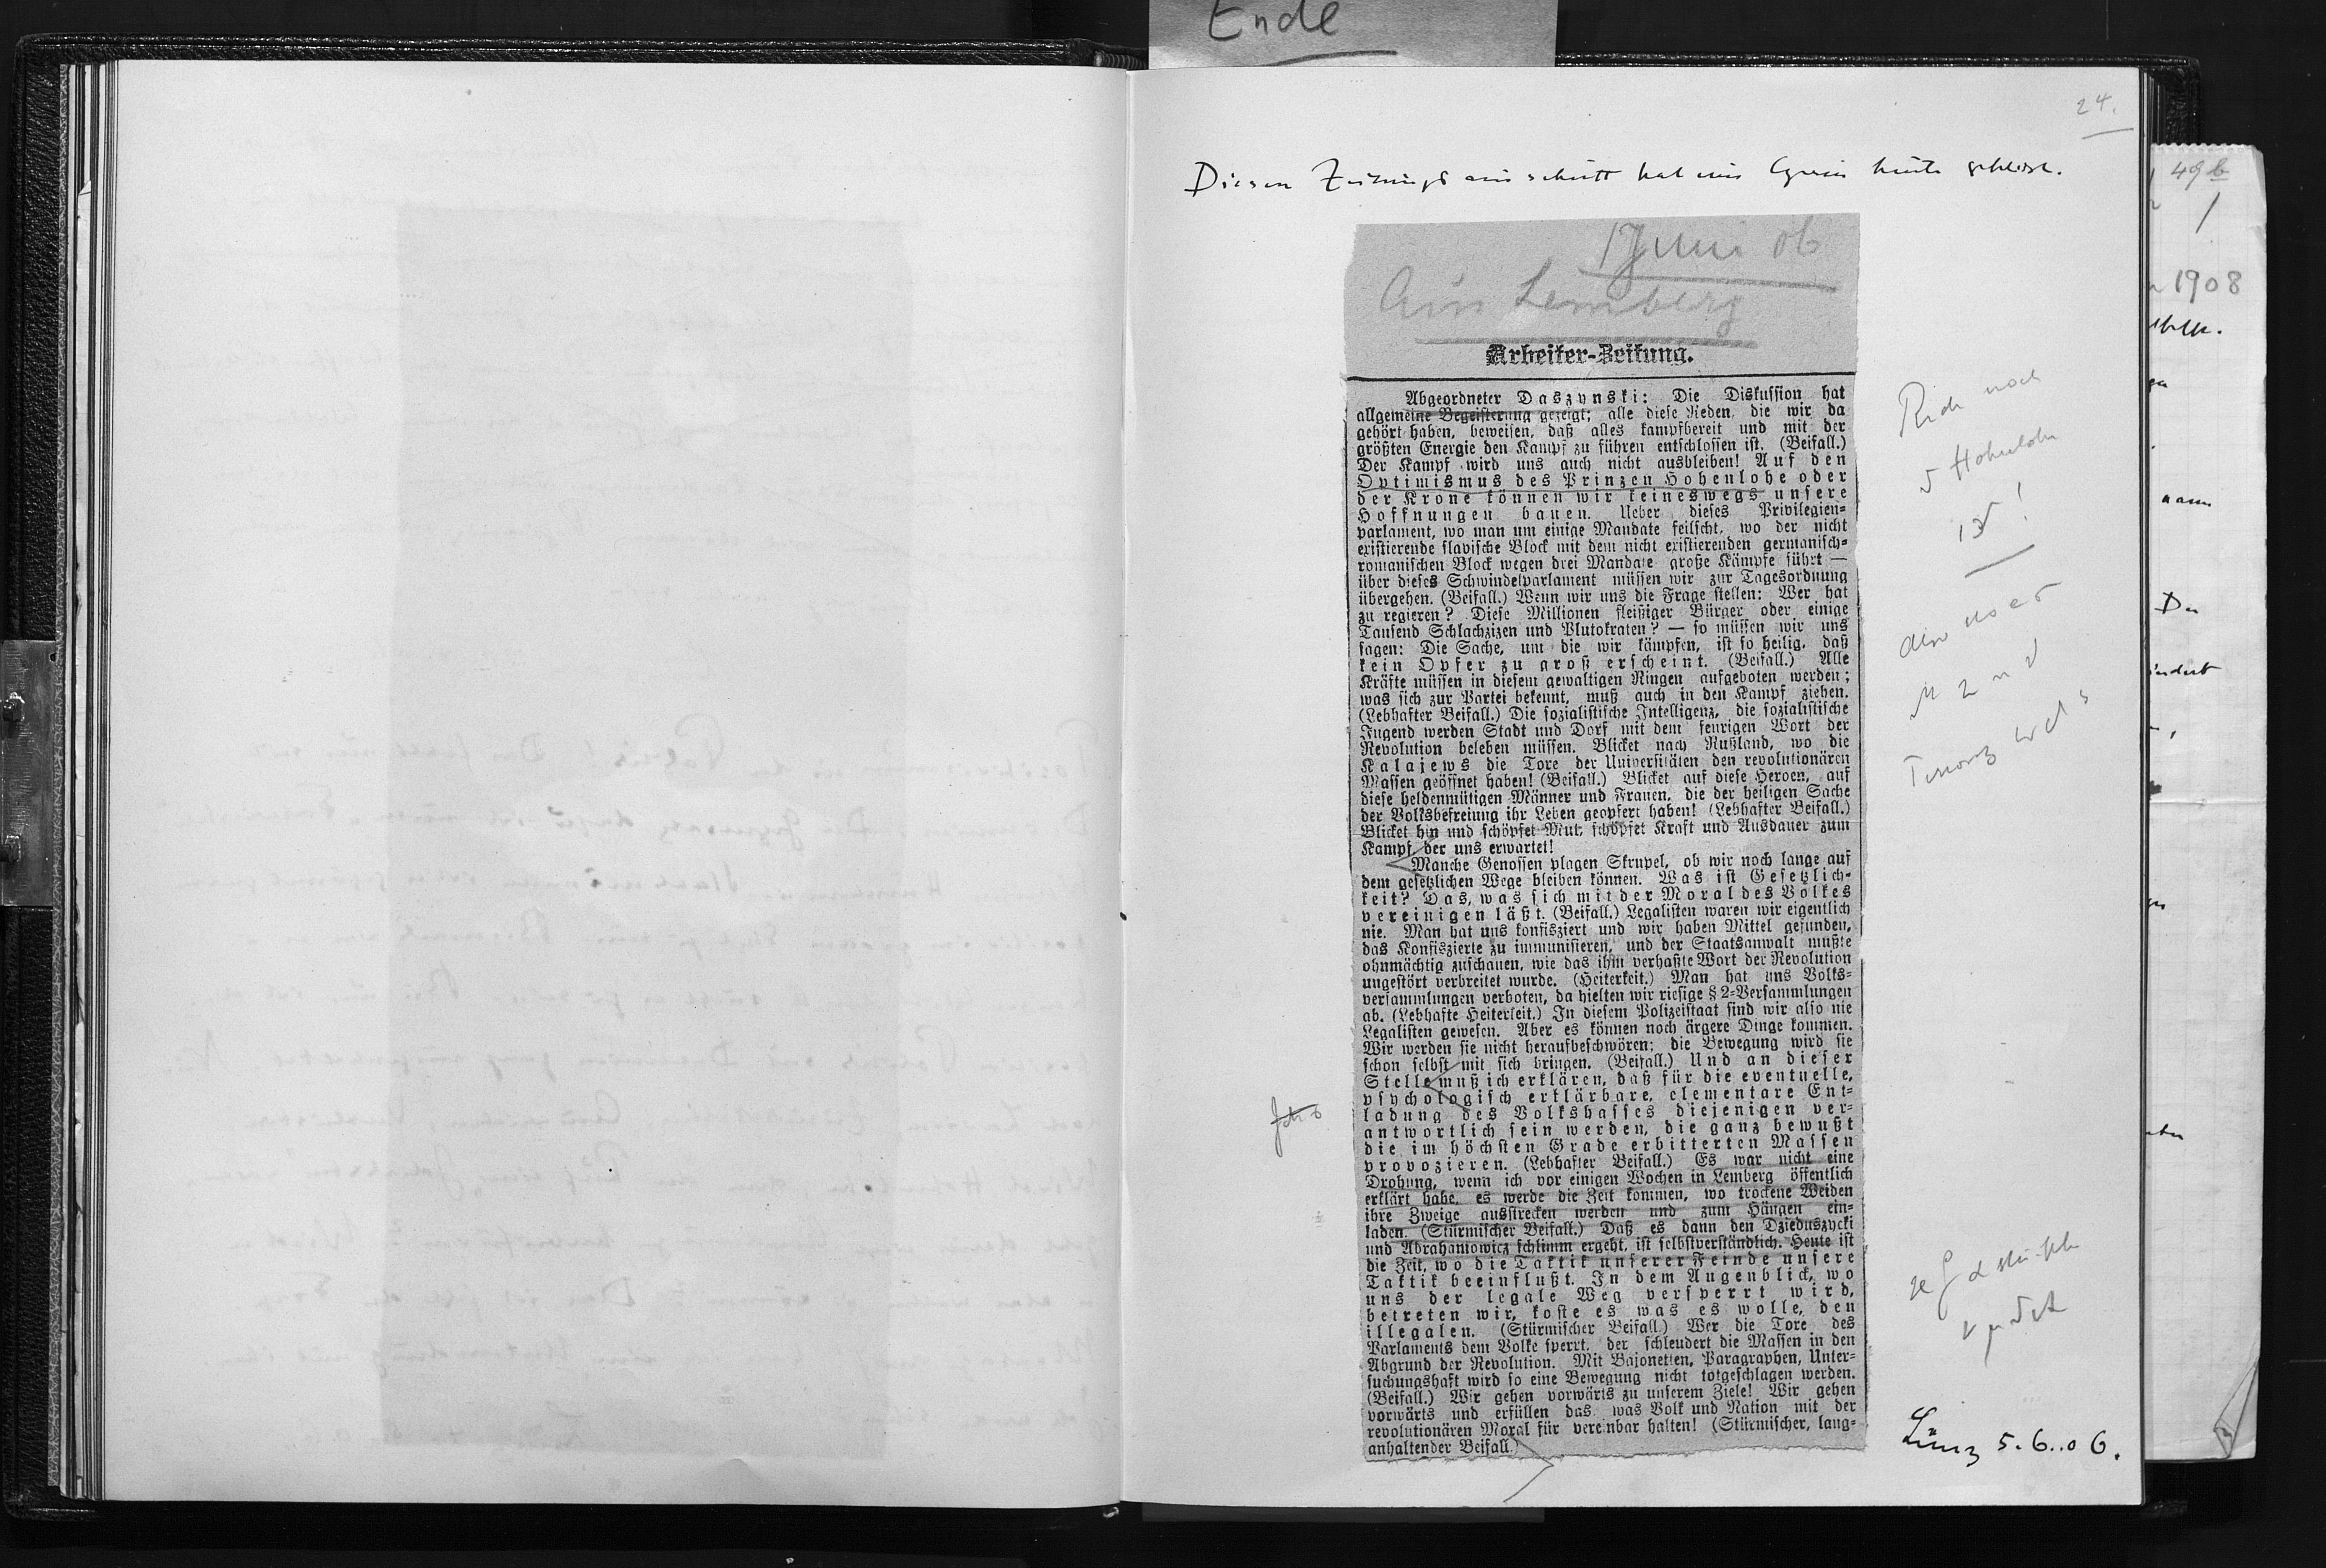 Ende
24.
Diesen Zeitungsausschnitt hat mir heute
1 Juni 06
Aus Lemberg
Arbeiter-Zeitung.
Abgeordneter Daszynski: Die Diskussion hat
allgemeine Begeisterung gezeigt; alle diese Reden, die wir da
gehört haben, beweisen, daß alles kampfbereit und mit der
größten Energie den Kampf zu führen entschlossen ist. (Beifall.)
Der Kampf wird uns auch nicht ausbleiben! Auf den
Optimismus des Prinzen Hohenlohe oder
der Krone können wir keineswegs unsere
Hoffnungen bauen. Ueber dieses Privilegien-
parlament, wo man um einige Mandate feilscht, wo der nicht
existierende slavische Block mit dem nicht existierenden germanisch-
romanischen Block wegen drei Mandate große Kämpfe führt —
über dieses Schwindelparlament müssen wir zur Tagesordnung
übergehen. (Beifall.) Wenn wir uns die Frage stellen: Wer hat
zu regieren? Diese Millionen fleißiger Bürger oder einige
Tausend Schlachzizen und Plutokraten? — so müssen wir uns
sagen: Die Sache, um die wir kämpfen, ist so heilig, daß
kein Opfer zu groß erscheint. (Beifall.) Alle
Kräfte müssen in diesem gewaltigen Ringen aufgeboten werden;
was sich zur Partei bekennt, muß auch in den Kampf ziehen.
(Lebhafter Beifall.) Die sozialistische Intelligenz, die sozialistische
Jugend werden Stadt und Dorf mit dem feurigen Wort der
Revolution beleben müssen. Blicket nach Rußland, wo die
Kalajews die Tore der Universitäten den revolutionären
Massen geöffnet haben! (Beifall.) Blicket auf diese Heroen, auf
diese heldenmütigen Männer und Frauen, die der heiligen Sache
der Volksbefreiung ihr Leben geopfert haben! (Lebhafter Beifall.)
Blicket hin und schöpfet Mut, schöpfet Kraft und Ausdauer zum
Kampf, der uns erwartet!
Manche Genossen plagen Skrupel, ob wir noch lange auf
dem gesetzlichen Wege bleiben können. Was ist Gesetzlich-
keit? Das, was sich mit der Moral des Volkes
vereinigen läßt. (Beifall.) Legalisten waren wir eigentlich
nie. Man hat uns konfisziert und wir haben Mittel gefunden,
das Konfiszierte zu immunisieren, und der Staatsanwalt mußte
ohnmächtig zuschauen, wie das ihm verhaßte Wort der Revolution
ungestört verbreitet wurde. (Heiterkeit.) Man hat uns Volks-
versammlungen verboten, da hielten wir riesige § 2-Versammlungen
ab. (Lebhafte Heiterkeit.) In diesem Polizeistaat sind wir also nie
Legalisten gewesen. Aber es können noch ärgere Dinge kommen.
Wir werden sie nicht heraufbeschwören; die Bewegung wird sie
schon selbst mit sich bringen. (Beifall.) Und an dieser
Stelle muß ich erklären, daß für die eventuelle,
psychologisch erklärbare, elementare Ent-
ladung des Volkshasses diejenigen ver-
antwortlich sein werden, die ganz bewußt
die im höchsten Grade erbitterten Massen
provozieren. (Lebhafter Beifall.) Es war nicht eine
Drohung, wenn ich vor einigen Wochen in Lemberg öffentlich
erklärt habe, es werde die Zeit kommen, wo trockene Weiden
ihre Zweige ausstrecken werden und zum Hängen ein-
laden. (Stürmischer Beifall.) Daß es dann den Dzieduszycki
und Abrahamowicz schlimm ergeht, ist selbstverständlich. Heute ist
die Zeit, wo die Taktik unserer Feinde unsere
Taktik beeinflußt. In dem Augenblick, wo
uns der legale Weg versperrt wird,
betreten wir, koste es was es wolle, den
illegalen. (Stürmischer Beifall.) Wer die Tore des
Parlaments dem Volke sperrt, der schleudert die Massen in den
Abgrund der Revolution. Mit Bajonetten, Paragraphen, Unter-
suchungshaft wird so eine Bewegung nicht totgeschlagen werden.
(Beifall.) Wir gehen vorwärts zu unserem Ziele! Wir gehen
vorwärts und erfüllen das, was Volk und Nation mit der
revolutionären Moral für vereinbar halten! (Stürmischer, lang-
anhaltender Beifall.)
Hohenlohe
5.6.06.
49b
1908
Du